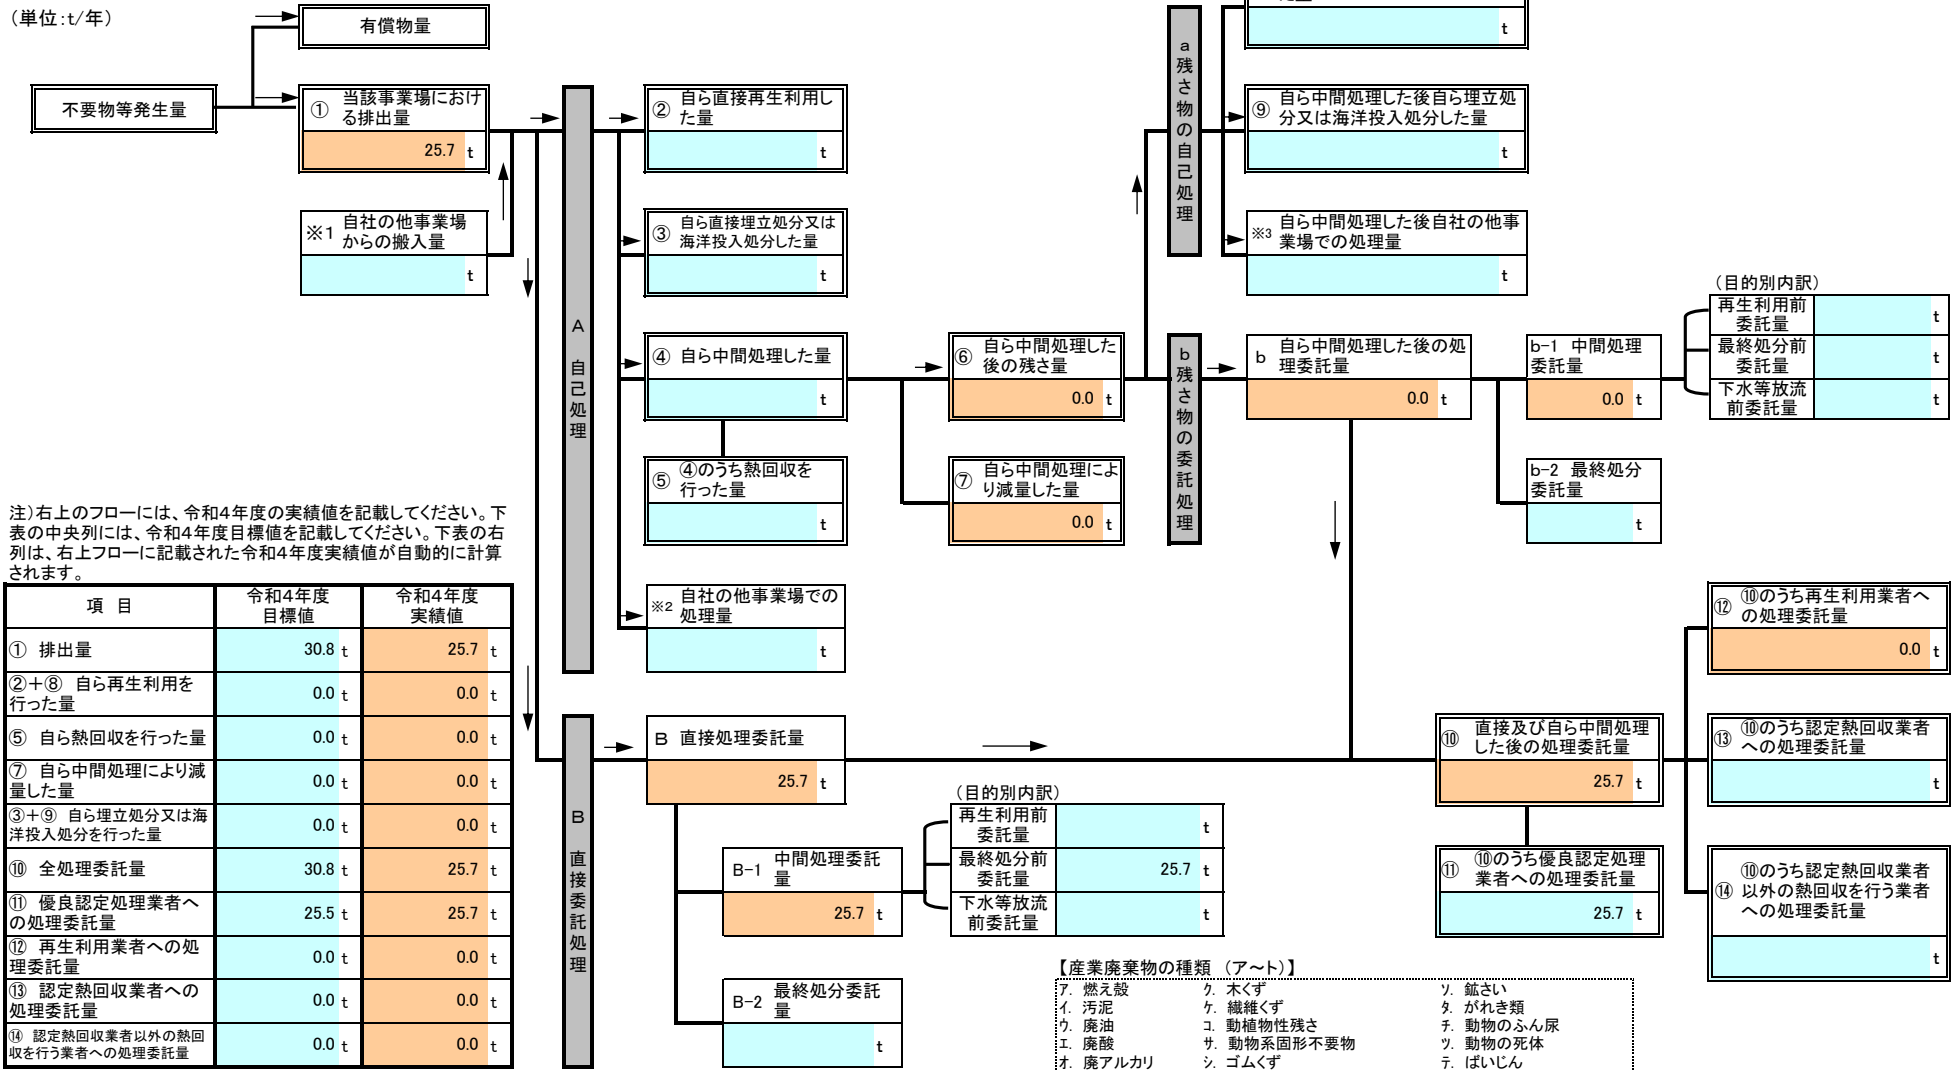 (単位:t/年)
有償物量
不要物等発生量
① 当該事業場におけ
る排出量
25.7 t
※1 自社の他事業場
からの搬入量
t
A 自己処理
② 自ら直接再生利用し
た量
t
③ 自ら直接埋立処分又は
海洋投入処分した量
t
④ 自ら中間処理した量
t
⑤ ④のうち熱回収を
行った量
t
※2 自社の他事業場での
処理量
t
⑥ 自ら中間処理した
後の残さ量
0.0 t
⑦ 自ら中間処理によ
り減量した量
0.0 t
a残さ物の自己処理
t
⑨ 自ら中間処理した後自ら埋立処
分又は海洋投入処分した量
t
※3 自ら中間処理した後自社の他事
業場での処理量
t
b残さ物の委託処理
b 自ら中間処理した後の処
理委託量
0.0 t
b-1 中間処理
委託量
0.0 t
(目的別内訳)
再生利用前
委託量 t
最終処分前
委託量 t
下水等放流
前委託量 t
b-2 最終処分
委託量
t
注)右上のフローには、令和4年度の実績値を記載してください。下
表の中央列には、令和4年度目標値を記載してください。下表の右
列は、右上フローに記載された令和4年度実績値が自動的に計算
されます。
項 目 令和4年度 目標値 令和4年度 実績値
① 排出量 30.8 t 25.7 t
②+⑧ 自ら再生利用を
行った量 0.0 t 0.0 t
⑤ 自ら熱回収を行った量 0.0 t 0.0 t
⑦ 自ら中間処理により減
量した量 0.0 t 0.0 t
③+⑨ 自ら埋立処分又は海
洋投入処分を行った量 0.0 t 0.0 t
⑩ 全処理委託量 30.8 t 25.7 t
⑪ 優良認定処理業者へ
の処理委託量 25.5 t 25.7 t
⑫ 再生利用業者への処
理委託量 0.0 t 0.0 t
⑬ 認定熱回収業者への
処理委託量 0.0 t 0.0 t
⑭ 認定熱回収業者以外の熱回
収を行う業者への処理委託量 0.0 t 0.0 t
B 直接委託処理
B 直接処理委託量
25.7 t
B-1 中間処理委託
量
25.7 t
(目的別内訳)
再生利用前
委託量 t
最終処分前
委託量 25.7 t
下水等放流
前委託量 t
B-2 最終処分委託
量
t
⑩ 直接及び自ら中間処理
した後の処理委託量
25.7 t
⑪ ⑩のうち優良認定処理
業者への処理委託量
25.7 t
⑫ ⑩のうち再生利用業者へ
の処理委託量
0.0 t
⑬ ⑩のうち認定熱回収業者
への処理委託量
t
⑭ ⑩のうち認定熱回収業者
以外の熱回収を行う業者
への処理委託量
t
【産業廃棄物の種類 (ア~ト)】
ア. 燃え殻 ク. 木くず ソ. 鉱さい
イ. 汚泥 ケ. 繊維くず タ. がれき類
ウ. 廃油 コ. 動植物性残さ チ. 動物のふん尿
エ. 廃酸 サ. 動物系固形不要物 ツ. 動物の死体
オ. 廃アルカリ シ. ゴムくず テ. ばいじん